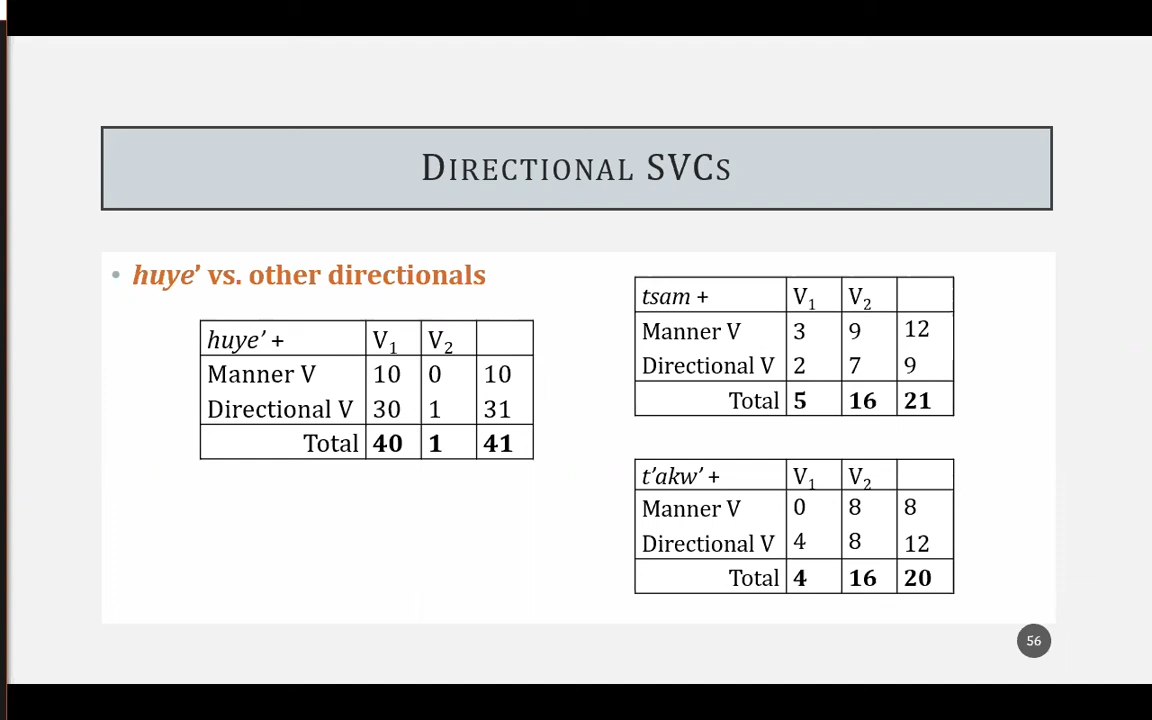 DIRECTIONAL SVCS
• huye’ vs. other directionals
huye’ + V1 V2
Manner V 10 0 10
Directional V 30 1 31
Total 40 1 41
tsam + V1 V2
Manner V 3 9 12
Directional V 2 7 9
Total 5 16 21
t’akw’ + V1 V2
Manner V 0 8 8
Directional V 4 8 12
Total 4 16 20
56